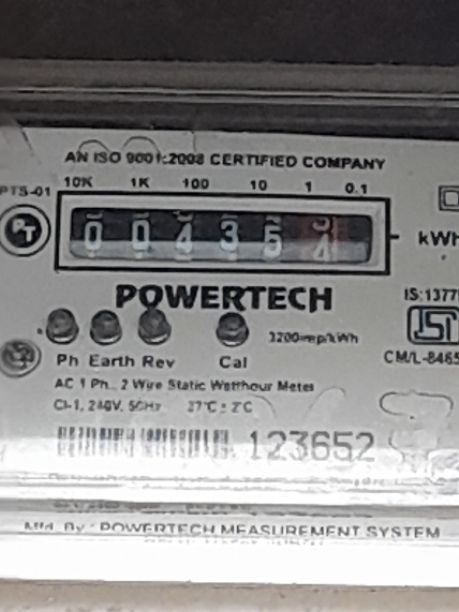 AN ISO 9001:2008 CERTIFIED COMPANY
PTS-01
10K 1K 100 10 1 0.1
PT
0 0 4 3 5 4
kWh
POWERTECH
IS:1377
3200imp/kWh
Ph Earth Rev Cal
CM/L-8465
AC 1 Ph. 2 Wire Static Watthour Meter
Cl-1, 240V, 50Hz 27°C ± 2°C
123652
Mfd. By : POWERTECH MEASUREMENT SYSTEM